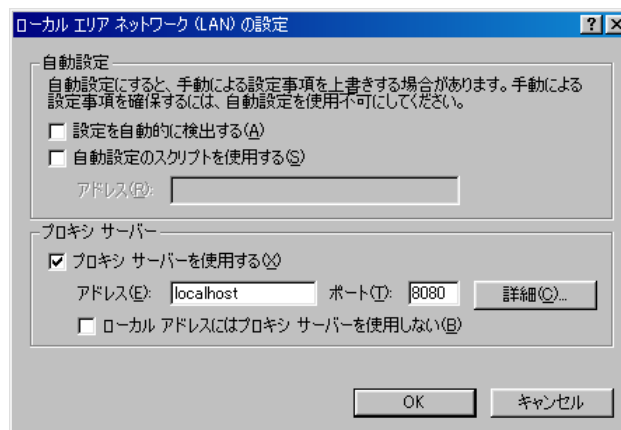 ローカル エリア ネットワーク (LAN) の設定
自動設定
自動設定にすると、手動による設定事項を上書きする場合があります。手動による
設定事項を確保するには、自動設定を使用不可にしてください。
設定を自動的に検出する(A)
自動設定のスクリプトを使用する(S)
アドレス(R):
プロキシ サーバー
プロキシ サーバーを使用する(X)
アドレス(E): localhost ポート(T): 8080 詳細(C)...
ローカル アドレスにはプロキシ サーバーを使用しない(B)
OK キャンセル